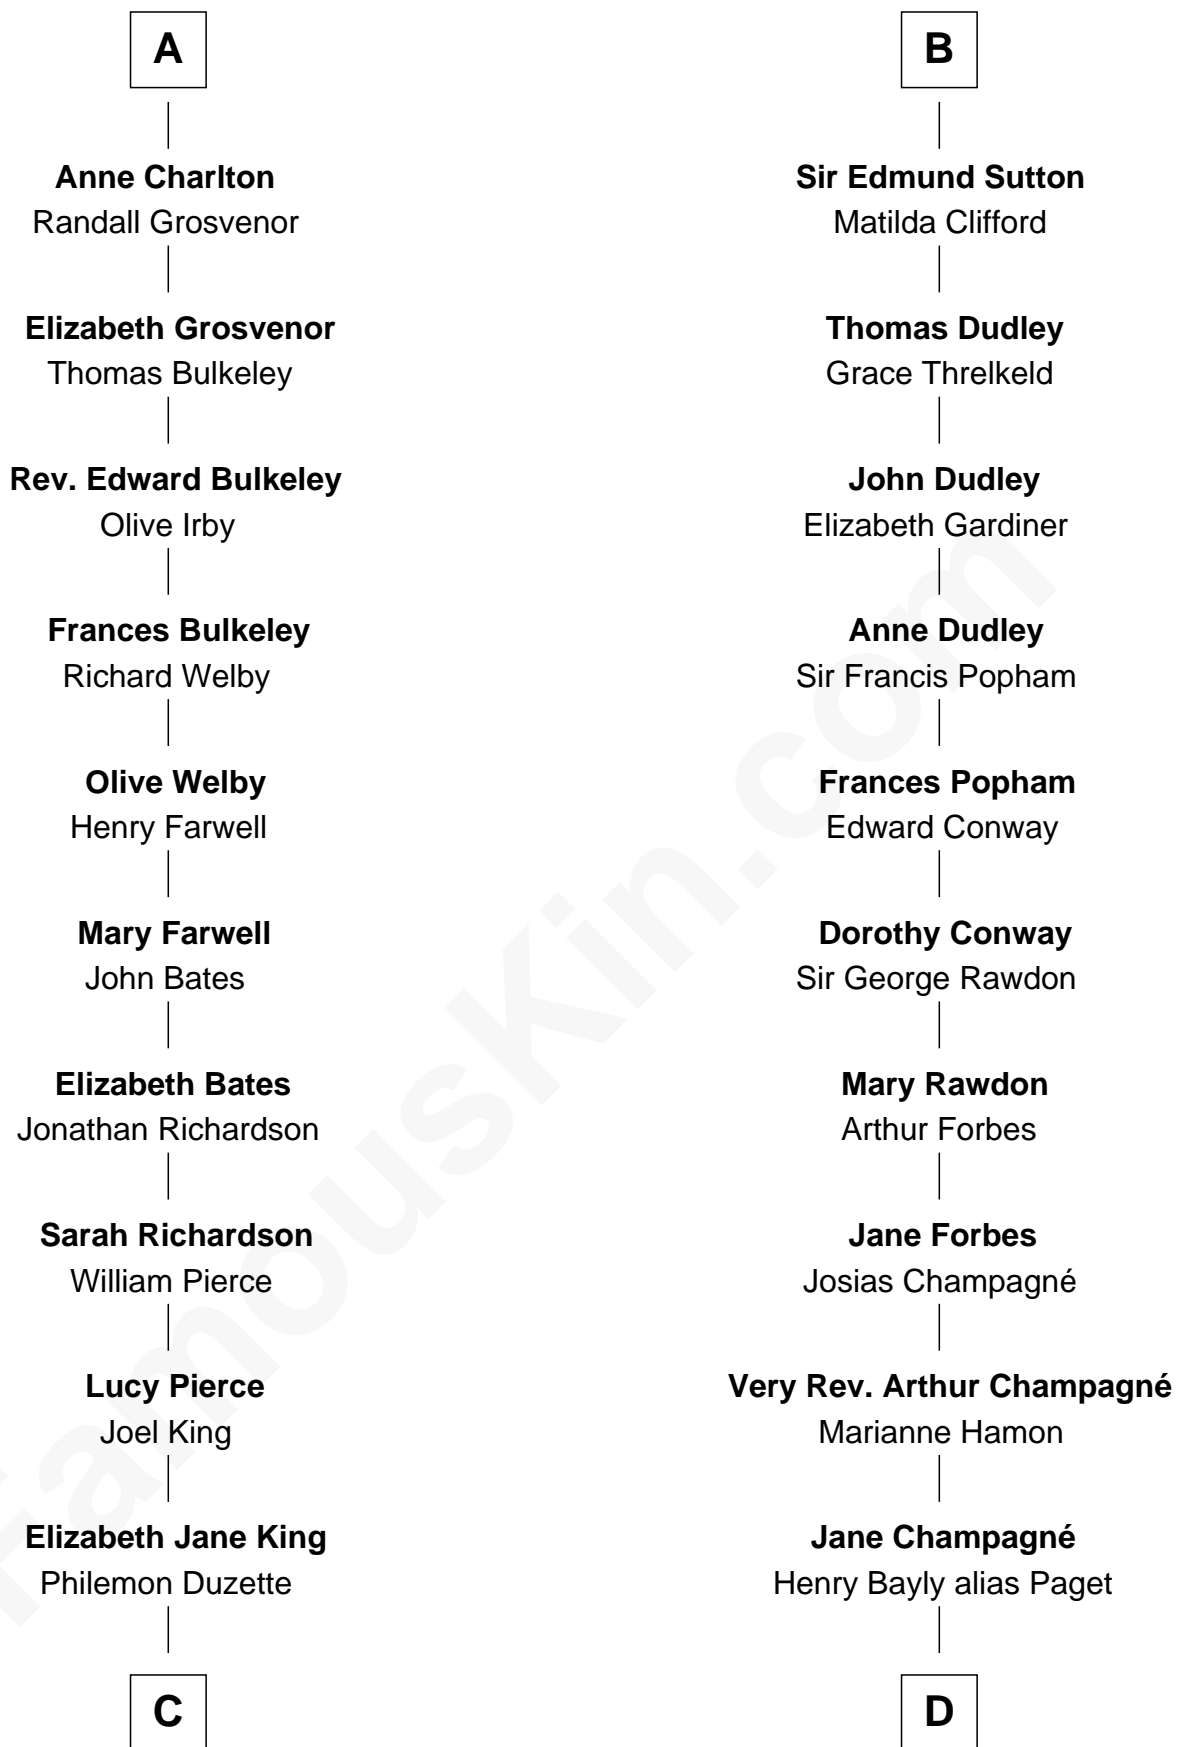 A
Anne Charlton
Randall Grosvenor
Elizabeth Grosvenor
Thomas Bulkeley
Rev. Edward Bulkeley
Olive Irby
Frances Bulkeley
Richard Welby
Olive Welby
Henry Farwell
Mary Farwell
John Bates
Elizabeth Bates
Jonathan Richardson
Sarah Richardson
William Pierce
Lucy Pierce
Joel King
Elizabeth Jane King
Philemon Duzette
C
B
Sir Edmund Sutton
Matilda Clifford
Thomas Dudley
Grace Threlkeld
John Dudley
Elizabeth Gardiner
Anne Dudley
Sir Francis Popham
Frances Popham
Edward Conway
Dorothy Conway
Sir George Rawdon
Mary Rawdon
Arthur Forbes
Jane Forbes
Josias Champagné
Very Rev. Arthur Champagné
Marianne Hamon
Jane Champagné
Henry Bayly alias Paget
D
FamousKin.com